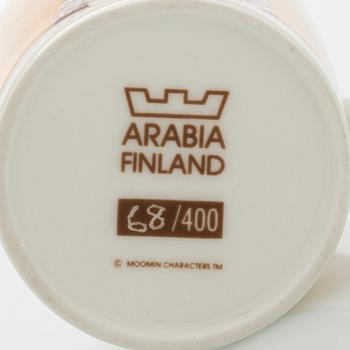 ARABIA
FINLAND
68/400
© MOOMIN CHARACTERS TM